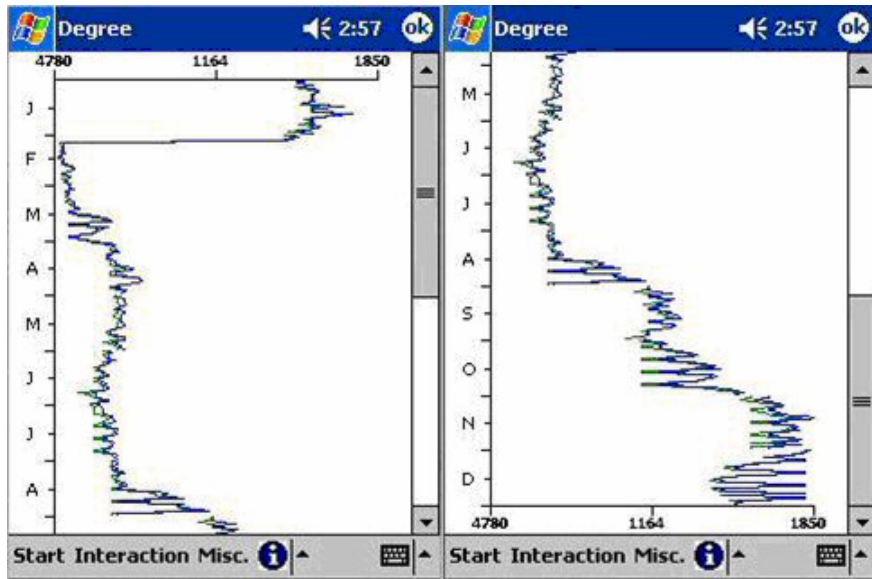 Degree 2:57 ok
4780 1164 1850
J
F
M
A
M
J
J
A
Start Interaction Misc.
Degree 2:57 ok
M
J
J
A
S
O
N
D
4780 1164 1850
Start Interaction Misc.